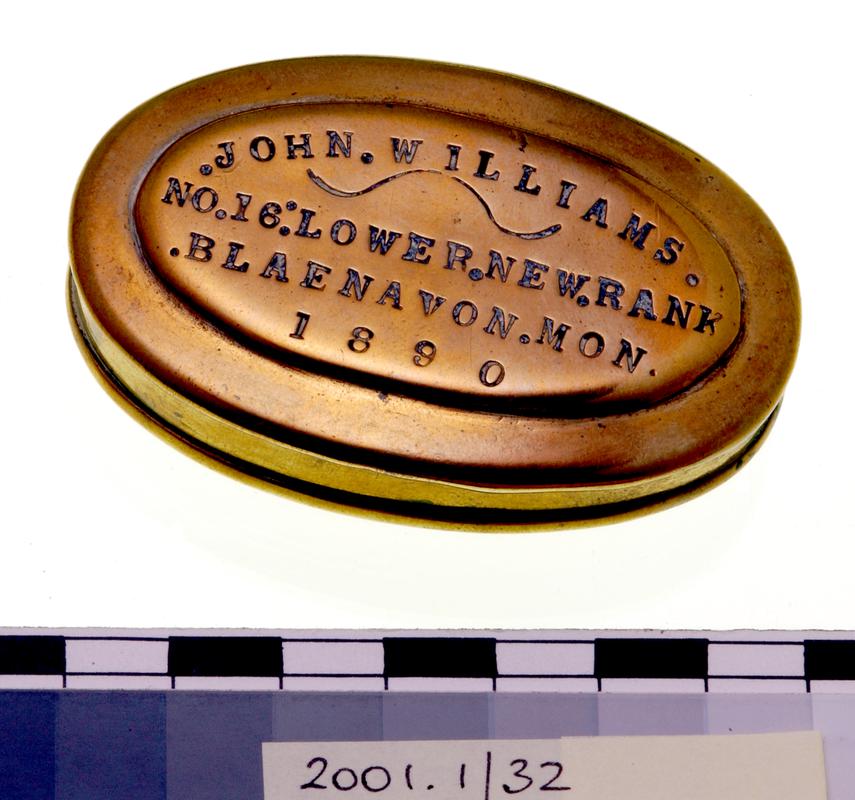 .JOHN. WILLIAMS.
NO.16. LOWER. NEW. RANK
.BLAENAVON. MON.
1890
2001.1/32